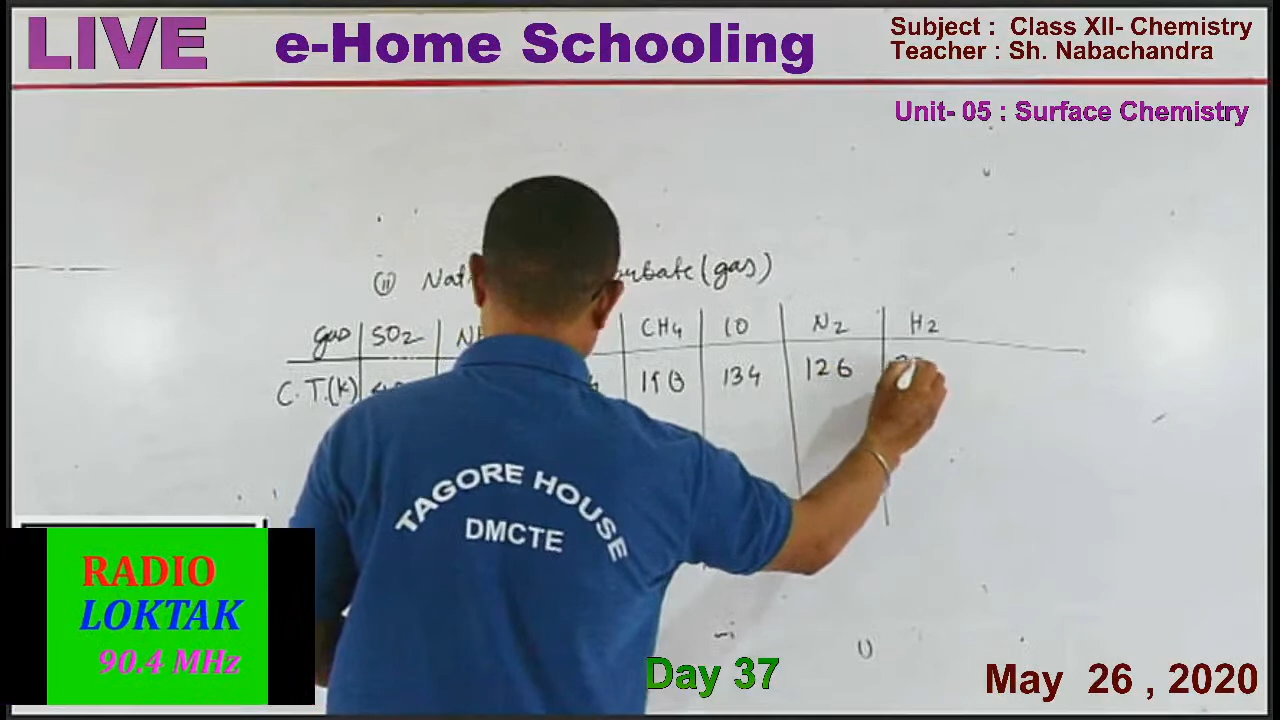 LIVE e-Home Schooling
Subject : Class XII- Chemistry
Teacher : Sh. Nabachandra
Unit- 05 : Surface Chemistry
(ii) (gas)
gas SO2 CH4 CO N2 H2
C.T.(K) 190 134 126
TAGORE HOUSE
DMCTE
RADIO
LOKTAK
90.4 MHz
Day 37
May 26 , 2020